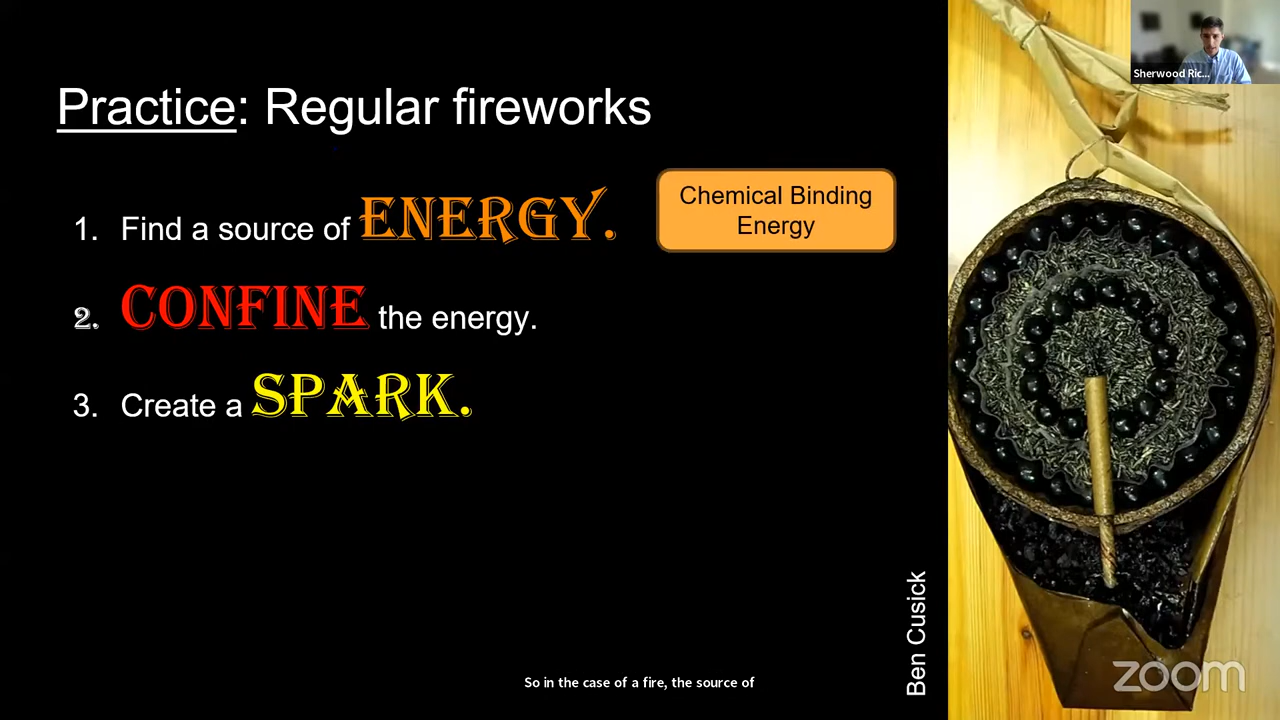 Sherwood Ric...
Practice: Regular fireworks
1. Find a source of ENERGY.
Chemical Binding
Energy
2. CONFINE the energy.
3. Create a SPARK.
Ben Cusick
So in the case of a fire, the source of
zoom